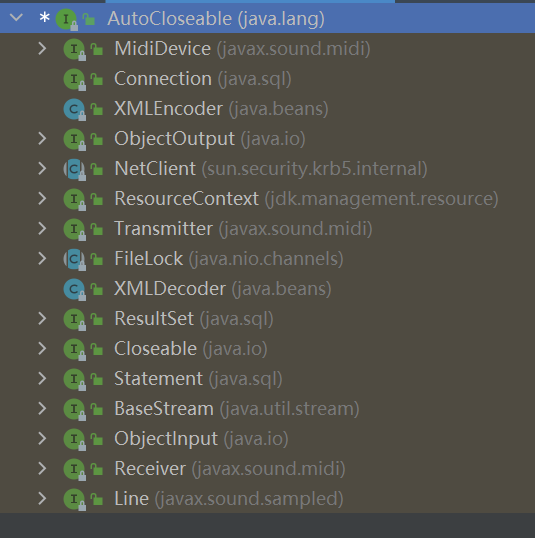 * I AutoCloseable (java.lang)
I MidiDevice (javax.sound.midi)
I Connection (java.sql)
C XMLEncoder (java.beans)
I ObjectOutput (java.io)
C NetClient (sun.security.krb5.internal)
I ResourceContext (jdk.management.resource)
I Transmitter (javax.sound.midi)
C FileLock (java.nio.channels)
C XMLDecoder (java.beans)
I ResultSet (java.sql)
I Closeable (java.io)
I Statement (java.sql)
I BaseStream (java.util.stream)
I ObjectInput (java.io)
I Receiver (javax.sound.midi)
I Line (javax.sound.sampled)